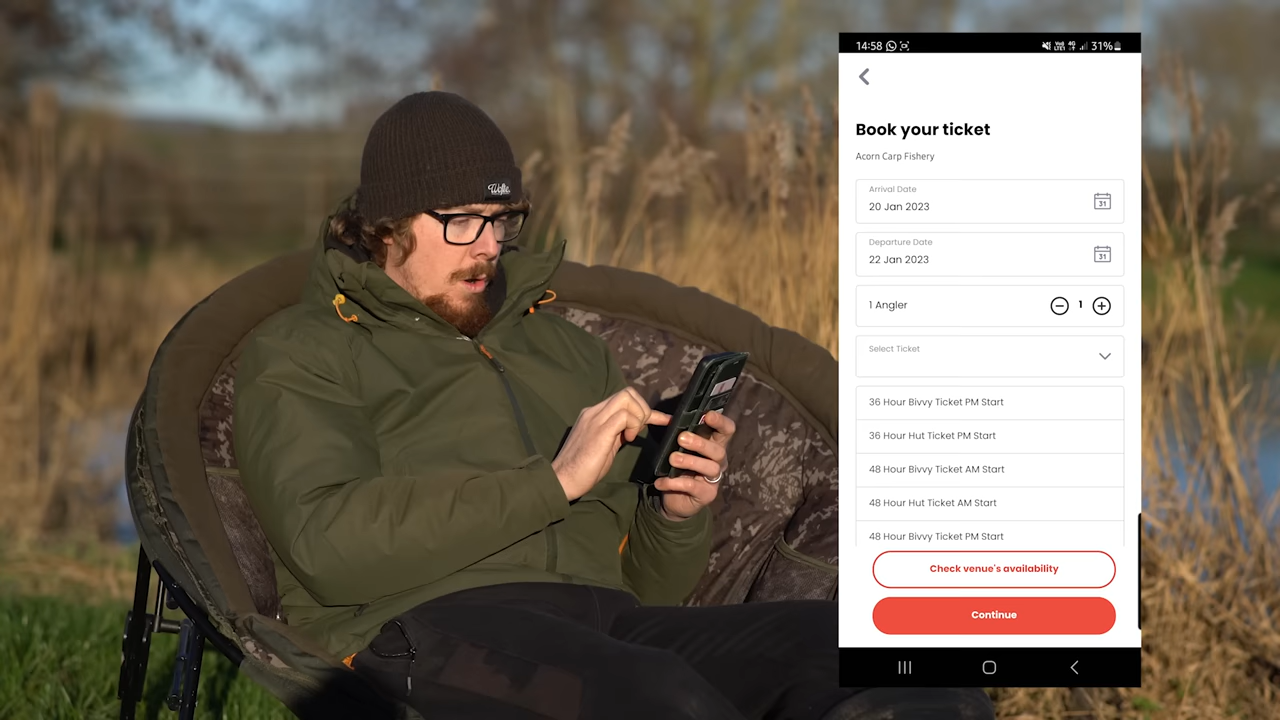 14:58
31%
Book your ticket
Acorn Carp Fishery
Arrival Date
20 Jan 2023
31
Departure Date
22 Jan 2023
31
1 Angler
1
Select Ticket
36 Hour Bivvy Ticket PM Start
36 Hour Hut Ticket PM Start
48 Hour Bivvy Ticket AM Start
48 Hour Hut Ticket AM Start
48 Hour Bivvy Ticket PM Start
Check venue's availability
Continue